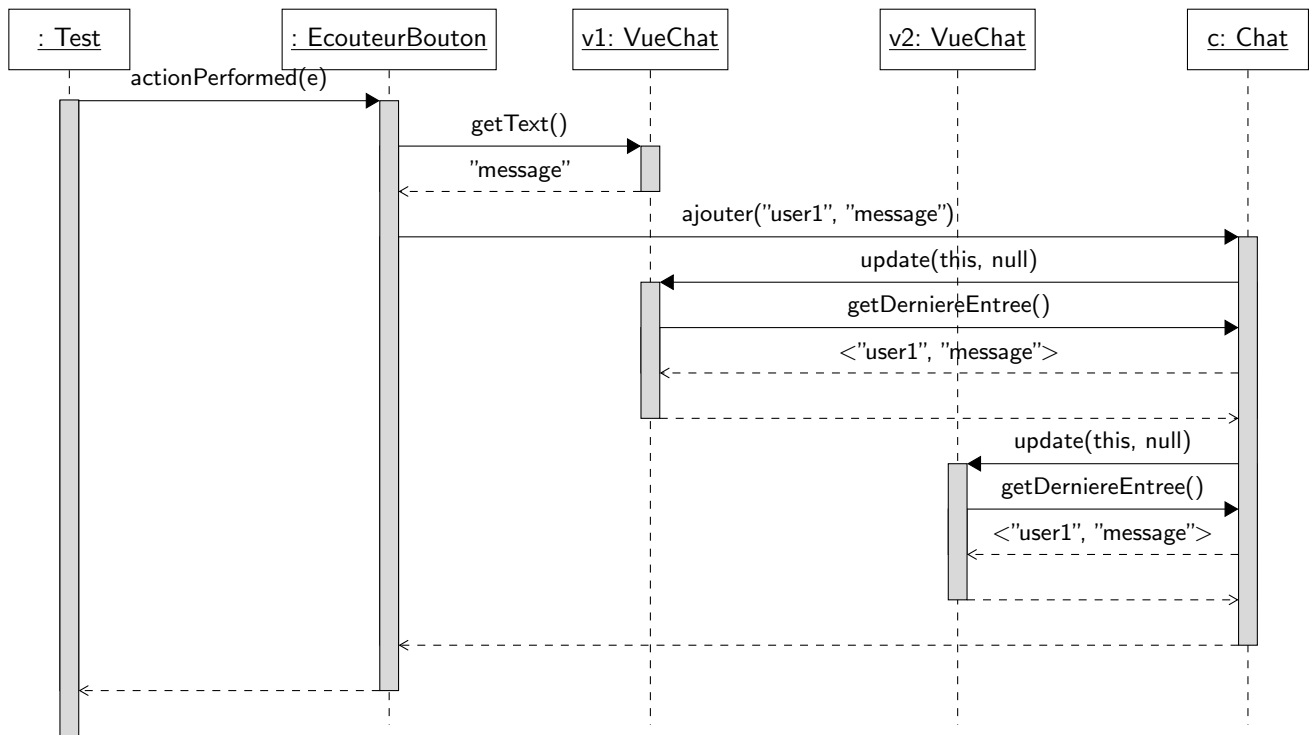 : Test
: EcouteurBouton
v1: VueChat
v2: VueChat
c: Chat
actionPerformed(e)
getText()
”message”
ajouter(”user1”, ”message”)
update(this, null)
getDerniereEntree()
<”user1”, ”message”>
update(this, null)
getDerniereEntree()
<”user1”, ”message”>